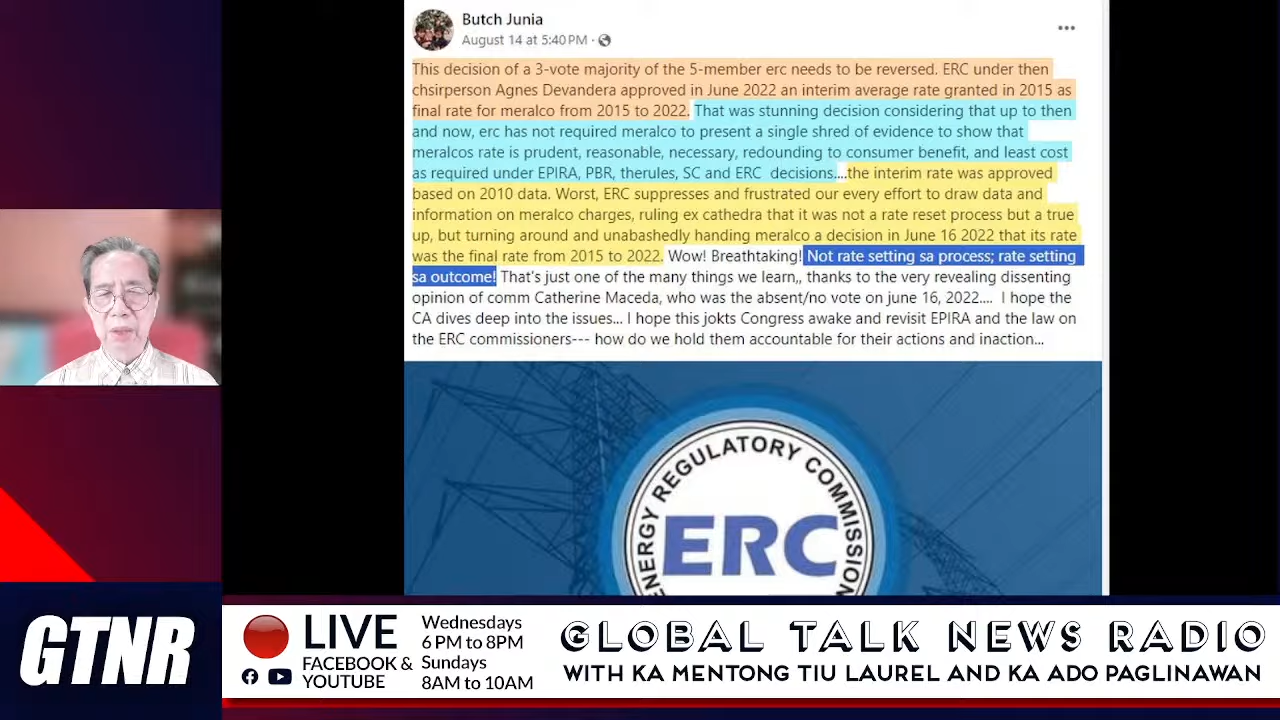 Butch Junia
August 14 at 5:40 PM ·
This decision of a 3-vote majority of the 5-member erc needs to be reversed. ERC under then
chsirperson Agnes Devandera approved in June 2022 an interim average rate granted in 2015 as
final rate for meralco from 2015 to 2022. That was stunning decision considering that up to then
and now, erc has not required meralco to present a single shred of evidence to show that
meralcos rate is prudent, reasonable, necessary, redounding to consumer benefit, and least cost
as required under EPIRA, PBR, therules, SC and ERC decisions....the interim rate was approved
based on 2010 data. Worst, ERC suppresses and frustrated our every effort to draw data and
information on meralco charges, ruling ex cathedra that it was not a rate reset process but a true
up, but turning around and unabashedly handing meralco a decision in June 16 2022 that its rate
was the final rate from 2015 to 2022. Wow! Breathtaking! Not rate setting sa process; rate setting
sa outcome! That's just one of the many things we learn,, thanks to the very revealing dissenting
opinion of comm Catherine Maceda, who was the absent/no vote on june 16, 2022.... I hope the
CA dives deep into the issues... I hope this jokts Congress awake and revisit EPIRA and the law on
the ERC commissioners--- how do we hold them accountable for their actions and inaction...
ENERGY REGULATORY COMMISSION
ERC
GTNR
LIVE
FACEBOOK &
YOUTUBE
Wednesdays
6 PM to 8PM
Sundays
8AM to 10AM
GLOBAL TALK NEWS RADIO
WITH KA MENTONG TIU LAUREL AND KA ADO PAGLINAWAN